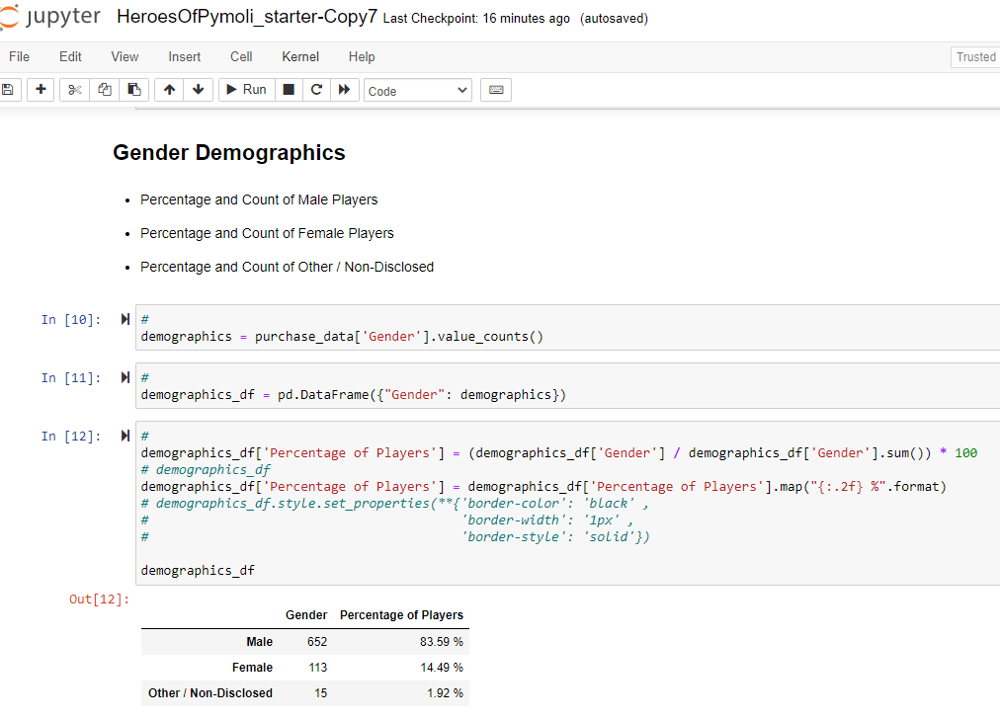 jupyter HeroesOfPymoli_starter-Copy7 Last Checkpoint: 16 minutes ago (autosaved)
File Edit View Insert Cell Kernel Help Trusted
Run Code
Gender Demographics
• Percentage and Count of Male Players
• Percentage and Count of Female Players
• Percentage and Count of Other / Non-Disclosed
In [10]: #
demographics = purchase_data['Gender'].value_counts()
In [11]: #
demographics_df = pd.DataFrame({"Gender": demographics})
In [12]: #
demographics_df['Percentage of Players'] = (demographics_df['Gender'] / demographics_df['Gender'].sum()) * 100
# demographics_df
demographics_df['Percentage of Players'] = demographics_df['Percentage of Players'].map("{:.2f} %".format)
# demographics_df.style.set_properties(**{'border-color': 'black' ,
# 'border-width': '1px' ,
# 'border-style': 'solid'})
demographics_df
Out[12]:
Gender Percentage of Players
Male 652 83.59 %
Female 113 14.49 %
Other / Non-Disclosed 15 1.92 %